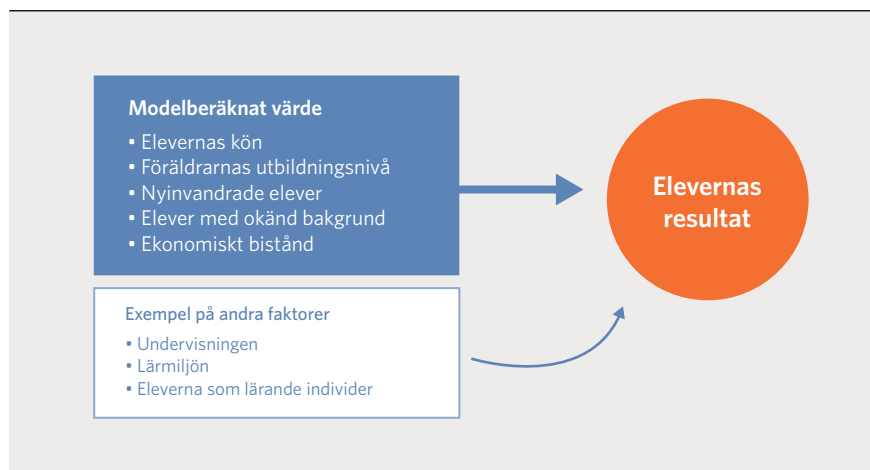 Modelberäknat värde
• Elevernas kön
• Föräldrarnas utbildningsnivå
• Nyinvandrade elever
• Elever med okänd bakgrund
• Ekonomiskt bistånd
Elevernas
resultat
Exempel på andra faktorer
• Undervisningen
• Lärmiljön
• Eleverna som lärande individer